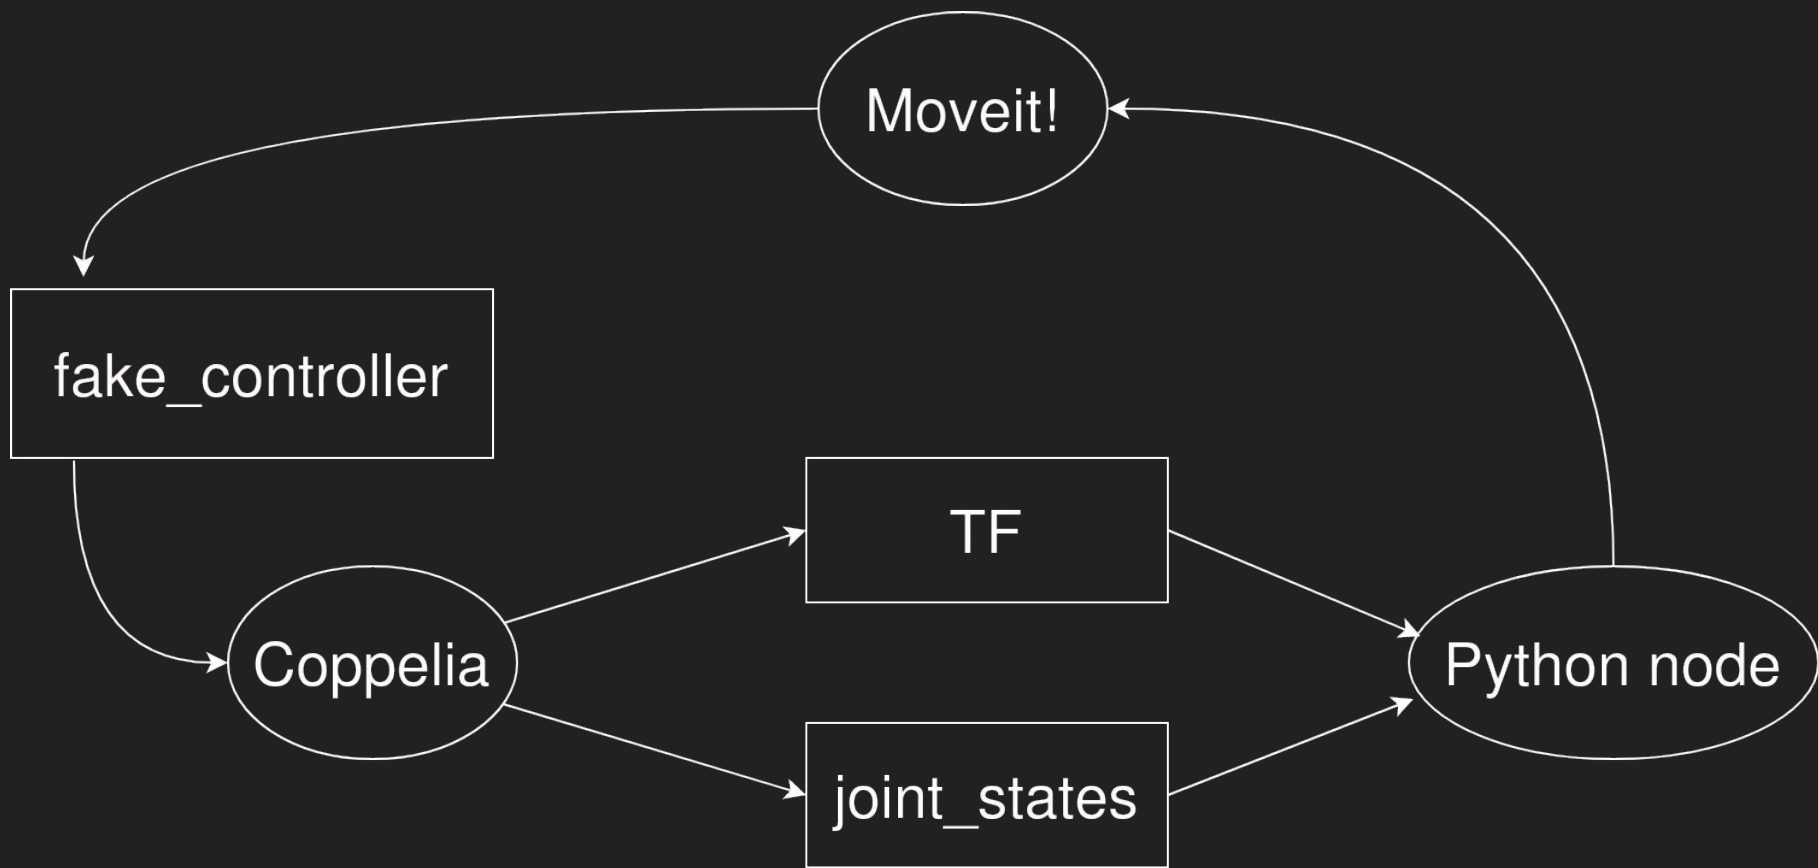 Moveit!
fake_controller
TF
Coppelia
Python node
joint_states